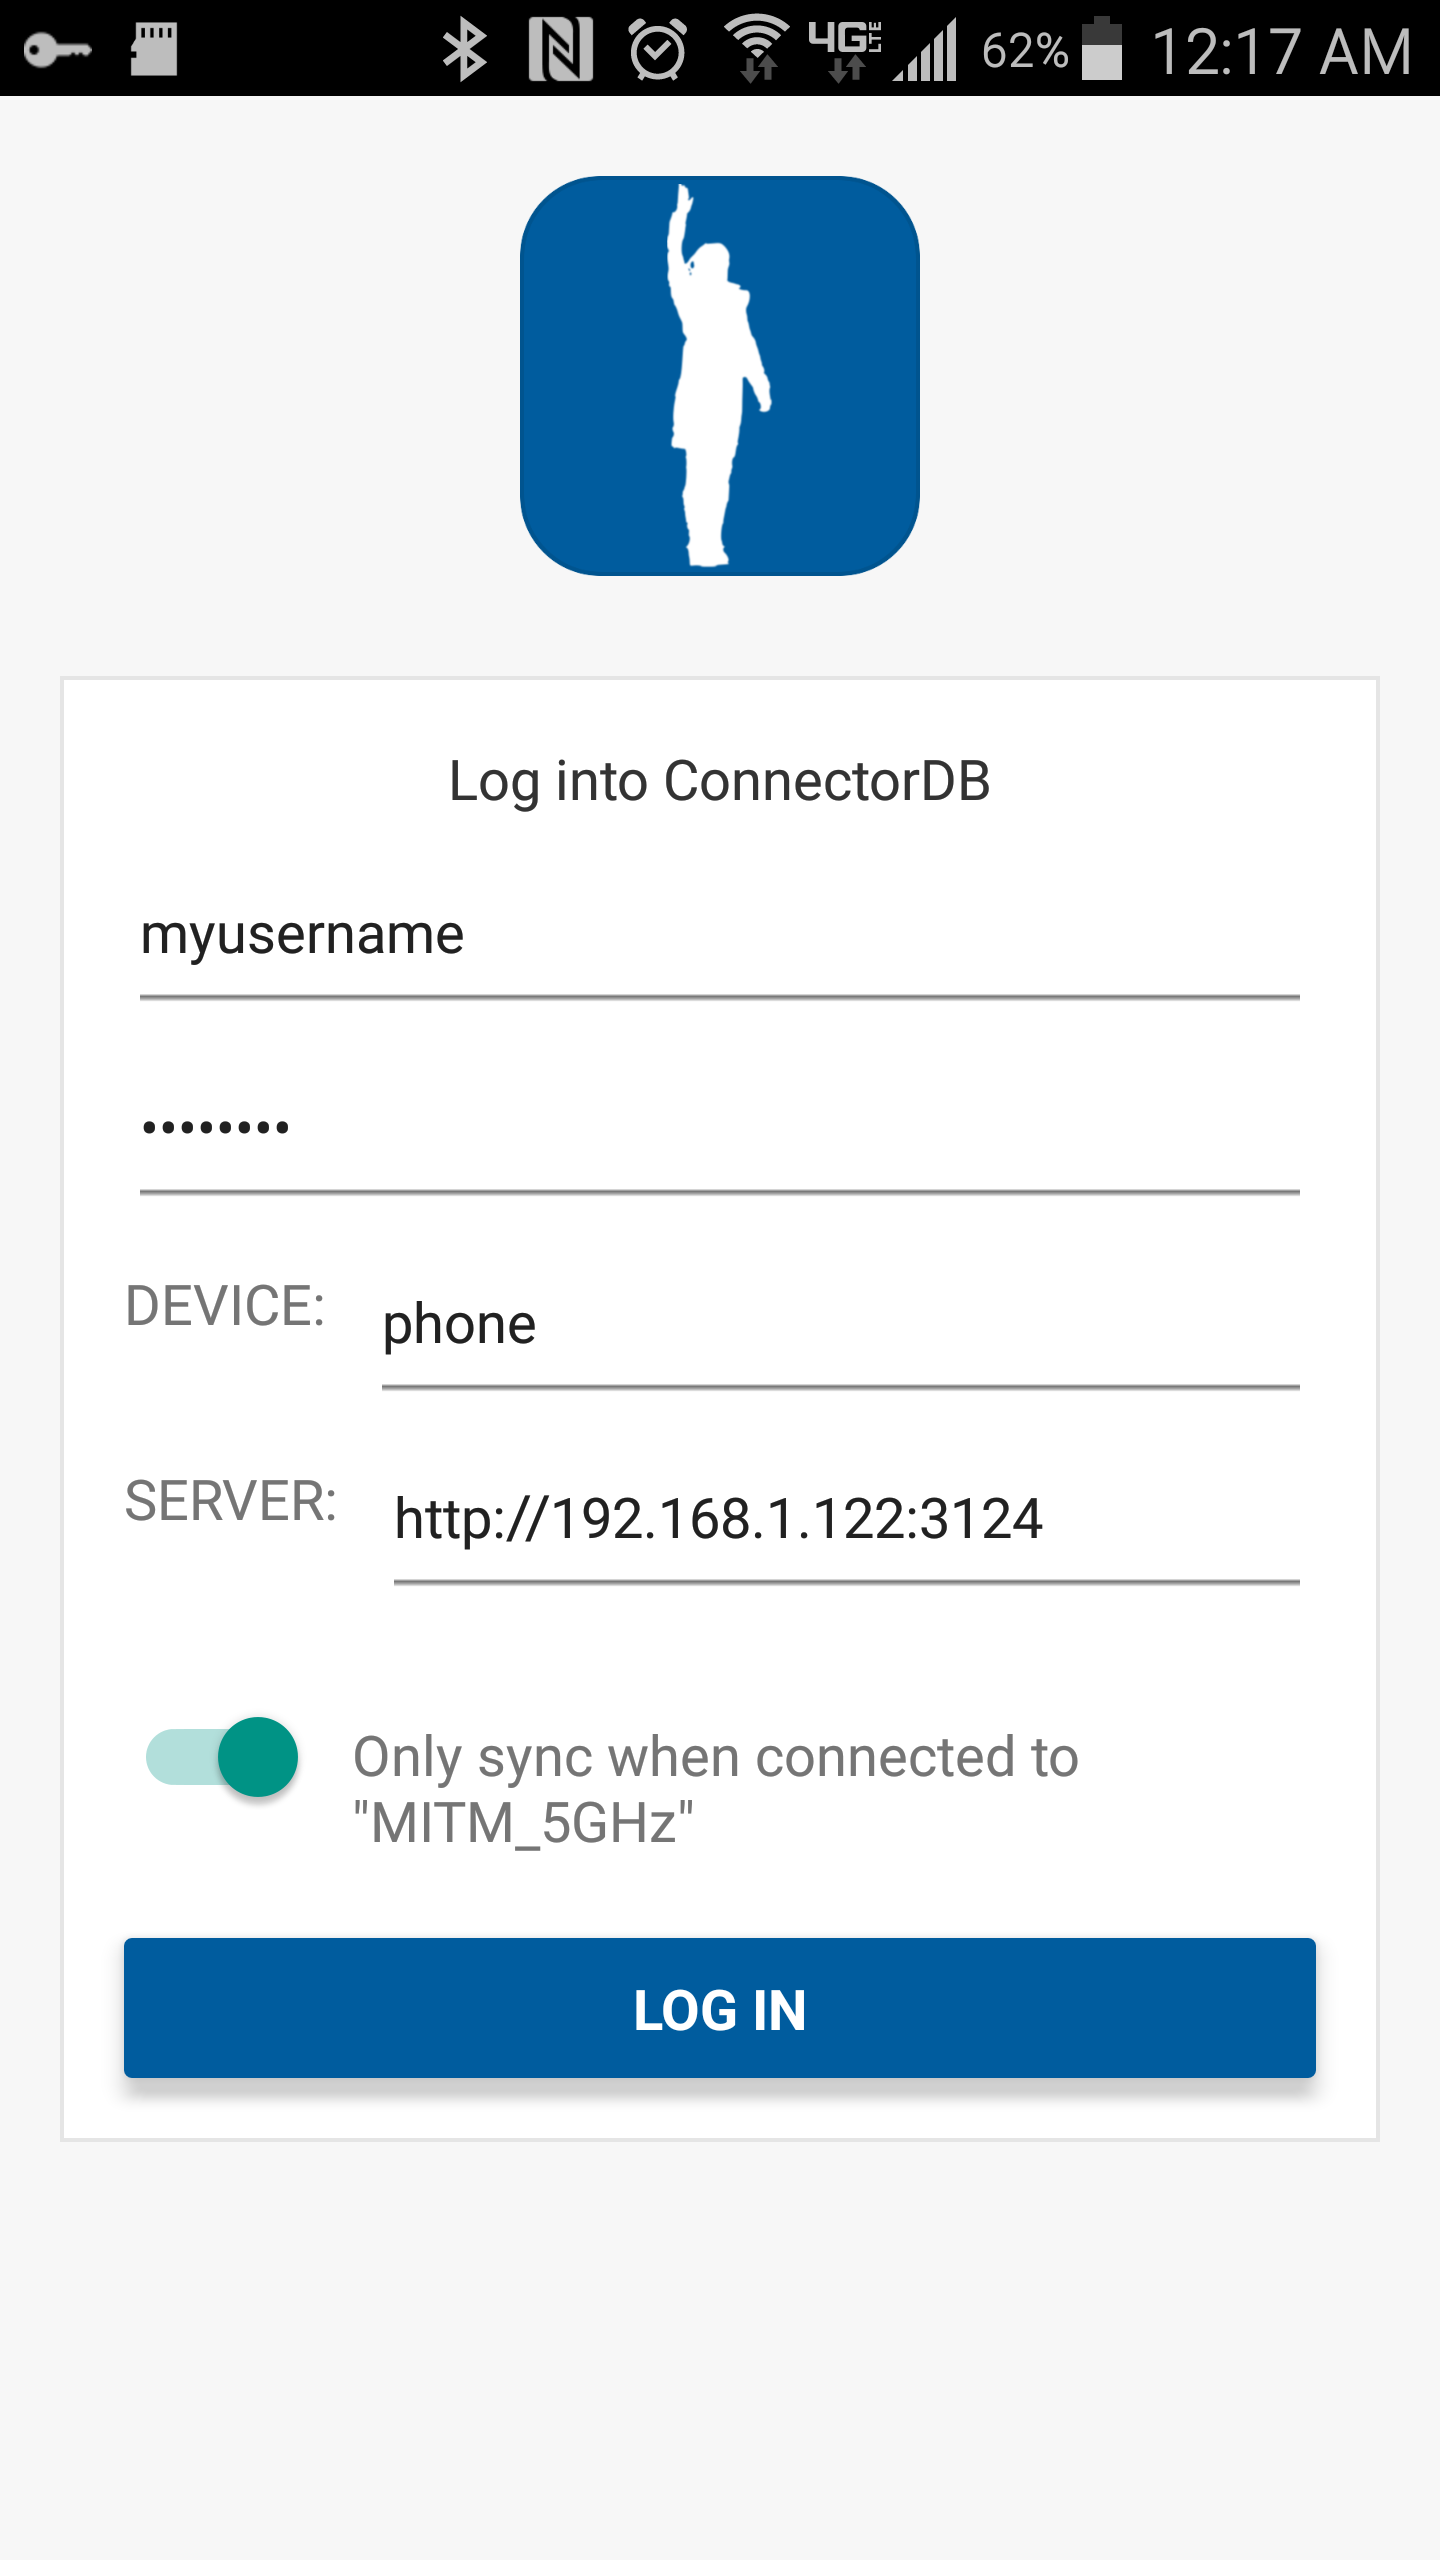 4G LTE 62% 12:17 AM
Log into ConnectorDB
myusername
••••••••
DEVICE: phone
SERVER: http://192.168.1.122:3124
Only sync when connected to
"MITM_5GHz"
LOG IN